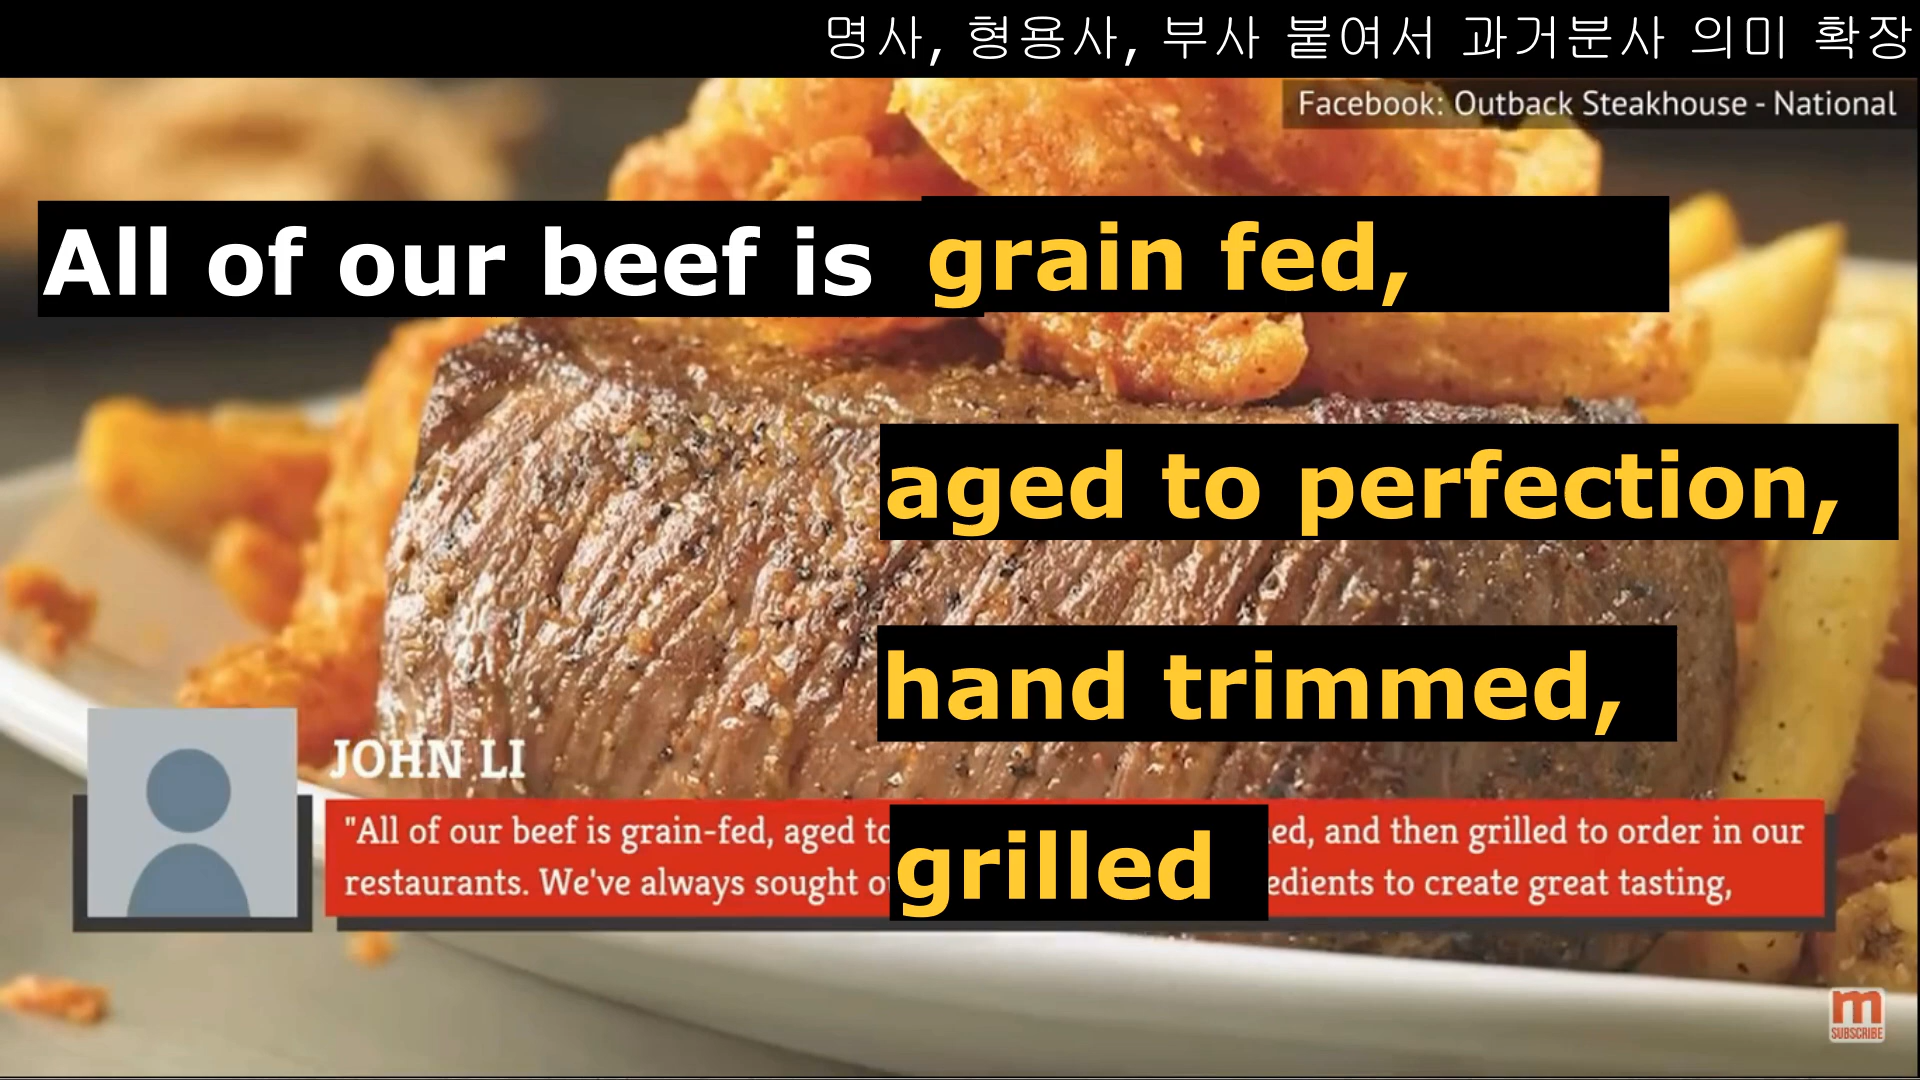 명사, 형용사, 부사 붙여서 과거분사 의미 확장
Facebook: Outback Steakhouse - National
All of our beef is grain fed,
aged to perfection,
hand trimmed,
grilled
JOHN LI
"All of our beef is grain-fed, aged to ed, and then grilled to order in our
restaurants. We've always sought o edients to create great tasting,
m
SUBSCRIBE